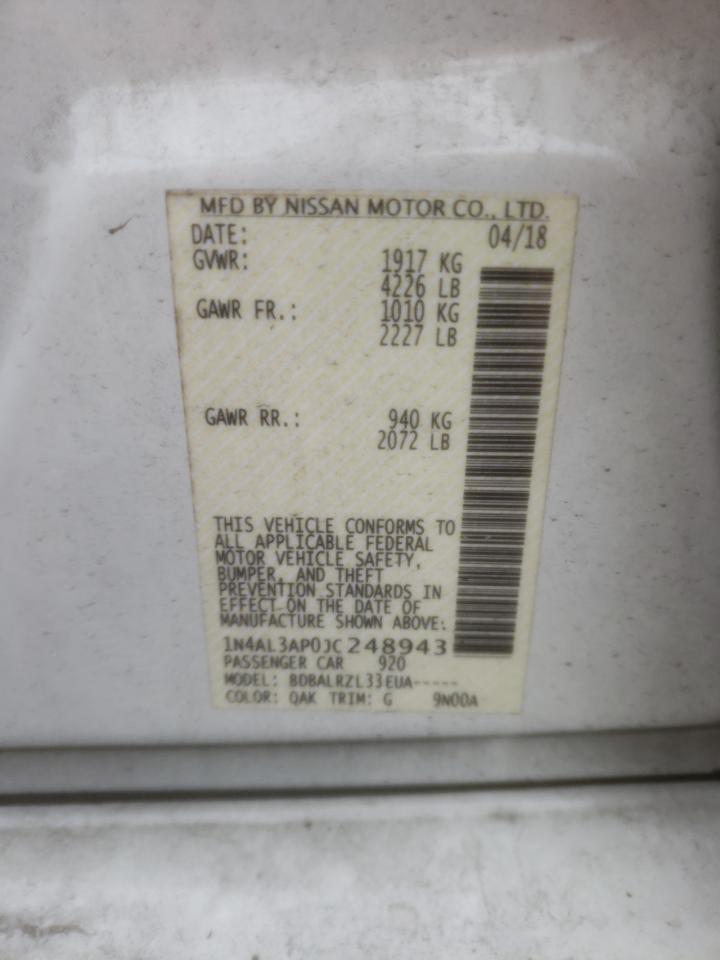 MFD BY NISSAN MOTOR CO., LTD.
DATE: 04/18
GVWR: 1917 KG
4226 LB
GAWR FR.: 1010 KG
2227 LB
GAWR RR.: 940 KG
2072 LB
THIS VEHICLE CONFORMS TO
ALL APPLICABLE FEDERAL
MOTOR VEHICLE SAFETY,
BUMPER, AND THEFT
PREVENTION STANDARDS IN
EFFECT ON THE DATE OF
MANUFACTURE SHOWN ABOVE:
1N4AL3AP0JC248943
PASSENGER CAR 920
MODEL: BDBALRZL33EUA-----
COLOR: QAK TRIM: G 9N00A